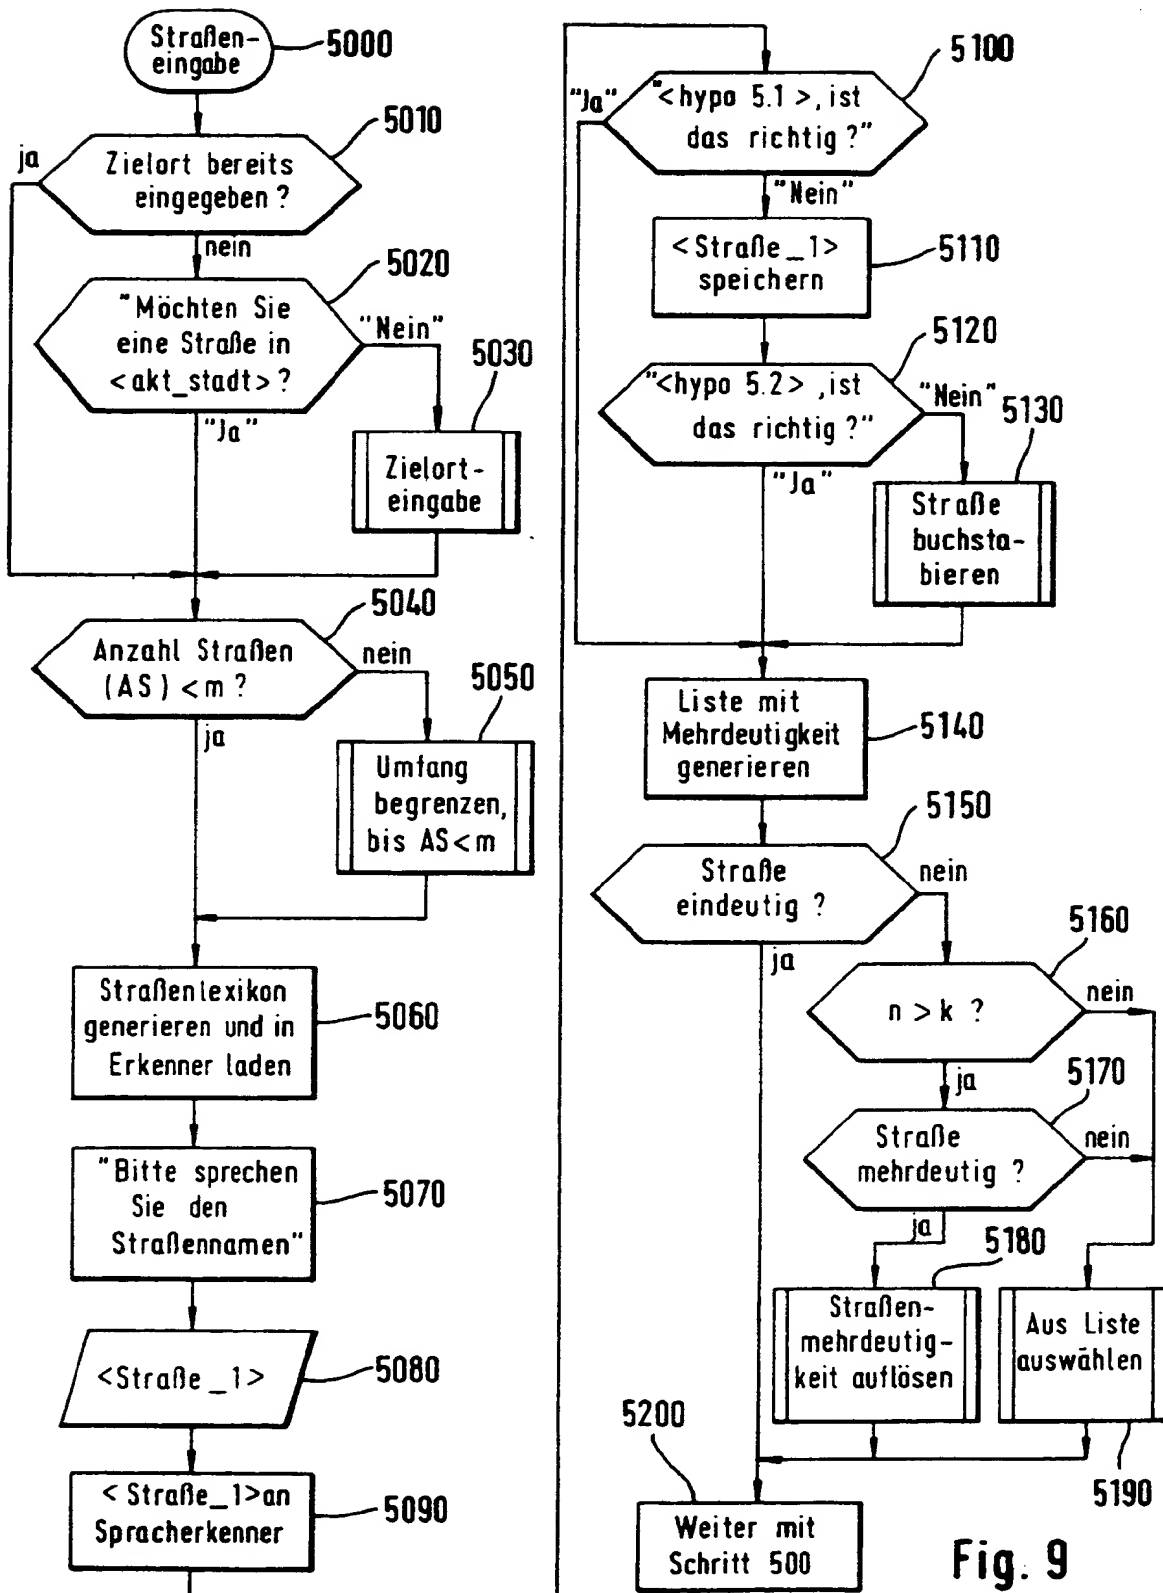 Straßen-
eingabe
5000
5010
ja
Zielort bereits
eingegeben ?
nein
5020
"Möchten Sie
eine Straße in
<akt_stadt> ?
"Nein"
5030
"Ja"
Zielort-
eingabe
5040
Anzahl Straßen
(AS) < m ?
nein
5050
ja
Umfang
begrenzen,
bis AS < m
Straßenlexikon
generieren und in
Erkenner laden
5060
"Bitte sprechen
Sie den
Straßennamen"
5070
<Straße_1>
5080
<Straße_1> an
Spracherkenner
5090
5100
"Ja"
"<hypo 5.1>, ist
das richtig ?"
"Nein"
<Straße_1>
speichern
5110
5120
"<hypo 5.2>, ist
das richtig ?"
"Nein"
5130
"Ja"
Straße
buchsta-
bieren
Liste mit
Mehrdeutigkeit
generieren
5140
5150
Straße
eindeutig ?
nein
5160
ja
n > k ?
nein
ja
5170
Straße
mehrdeutig ?
nein
ja
5180
Straßen-
mehrdeutig-
keit auflösen
Aus Liste
auswählen
5190
5200
Weiter mit
Schritt 500
Fig. 9